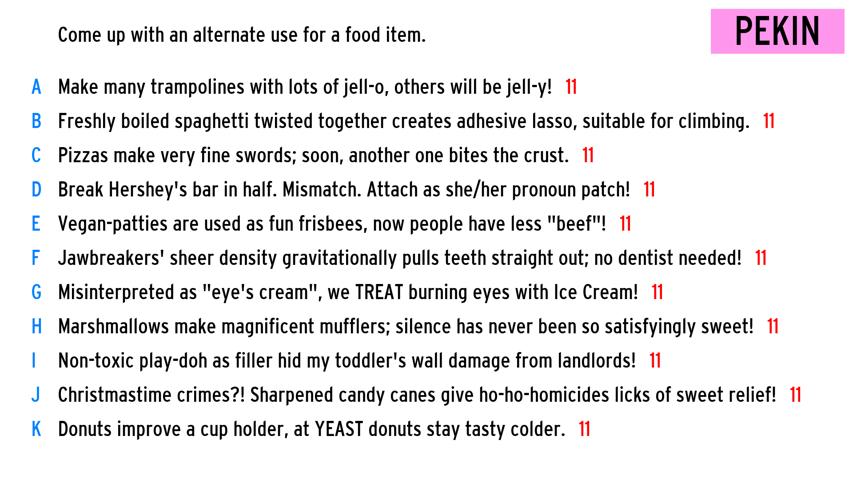 Come up with an alternate use for a food item.
PEKIN
A Make many trampolines with lots of jell-o, others will be jell-y! 11
B Freshly boiled spaghetti twisted together creates adhesive lasso, suitable for climbing. 11
C Pizzas make very fine swords; soon, another one bites the crust. 11
D Break Hershey's bar in half. Mismatch. Attach as she/her pronoun patch! 11
E Vegan-patties are used as fun frisbees, now people have less "beef"! 11
F Jawbreakers' sheer density gravitationally pulls teeth straight out; no dentist needed! 11
G Misinterpreted as "eye's cream", we TREAT burning eyes with Ice Cream! 11
H Marshmallows make magnificent mufflers; silence has never been so satisfyingly sweet! 11
I Non-toxic play-doh as filler hid my toddler's wall damage from landlords! 11
J Christmastime crimes?! Sharpened candy canes give ho-ho-homicides licks of sweet relief! 11
K Donuts improve a cup holder, at YEAST donuts stay tasty colder. 11